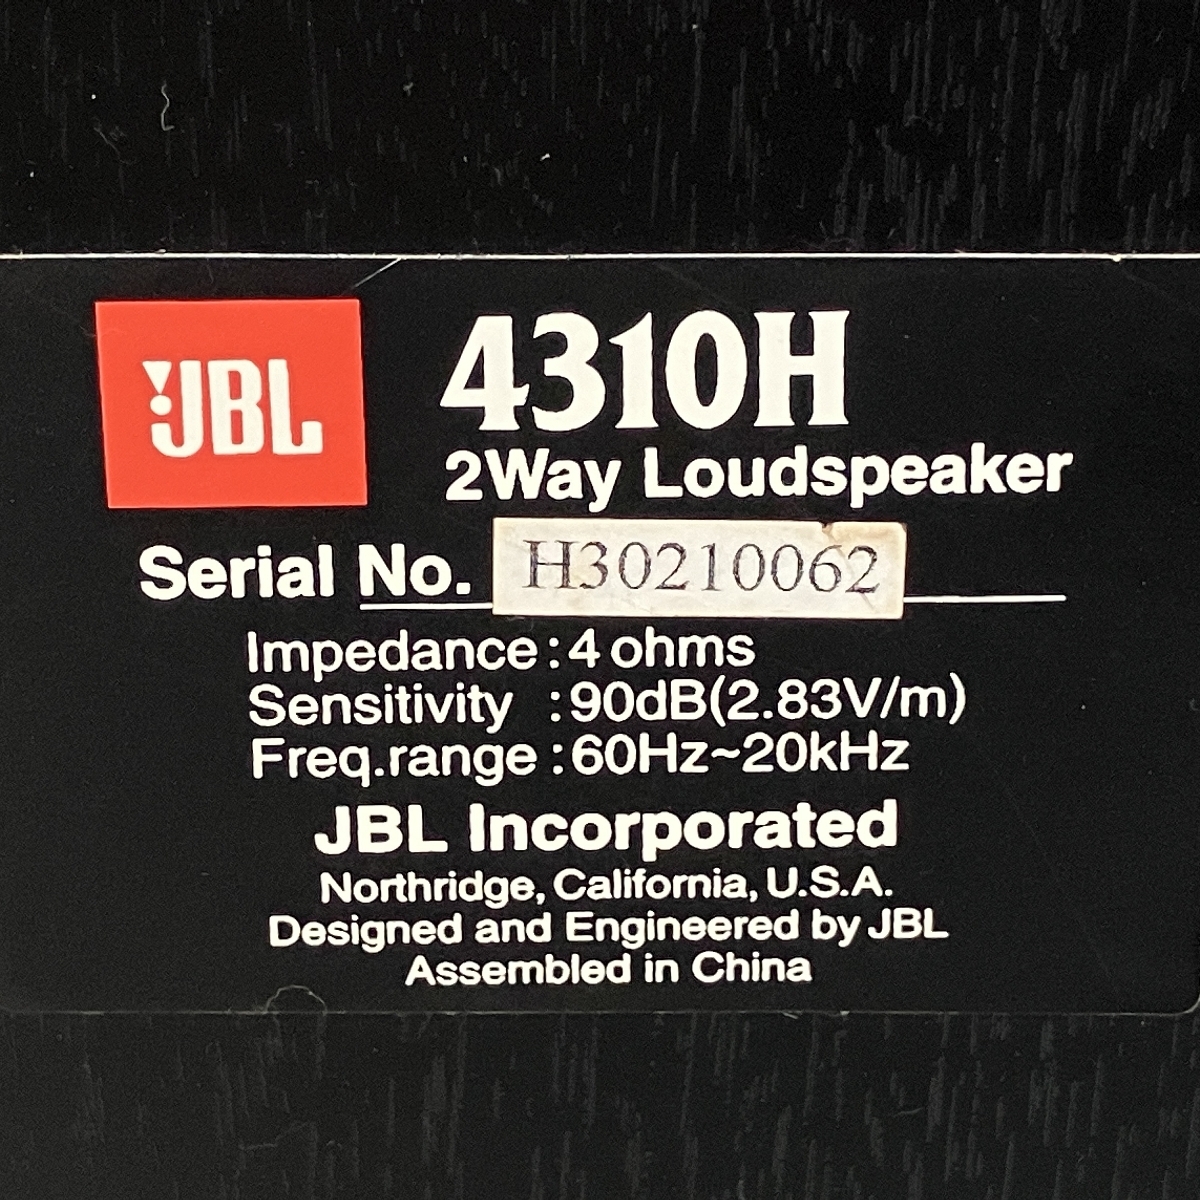 JBL
4310H
2Way Loudspeaker
Serial No. H30210062
Impedance:4 ohms
Sensitivity :90dB(2.83V/m)
Freq.range:60Hz~20kHz
JBL Incorporated
Northridge, California, U.S.A.
Designed and Engineered by JBL
Assembled in China